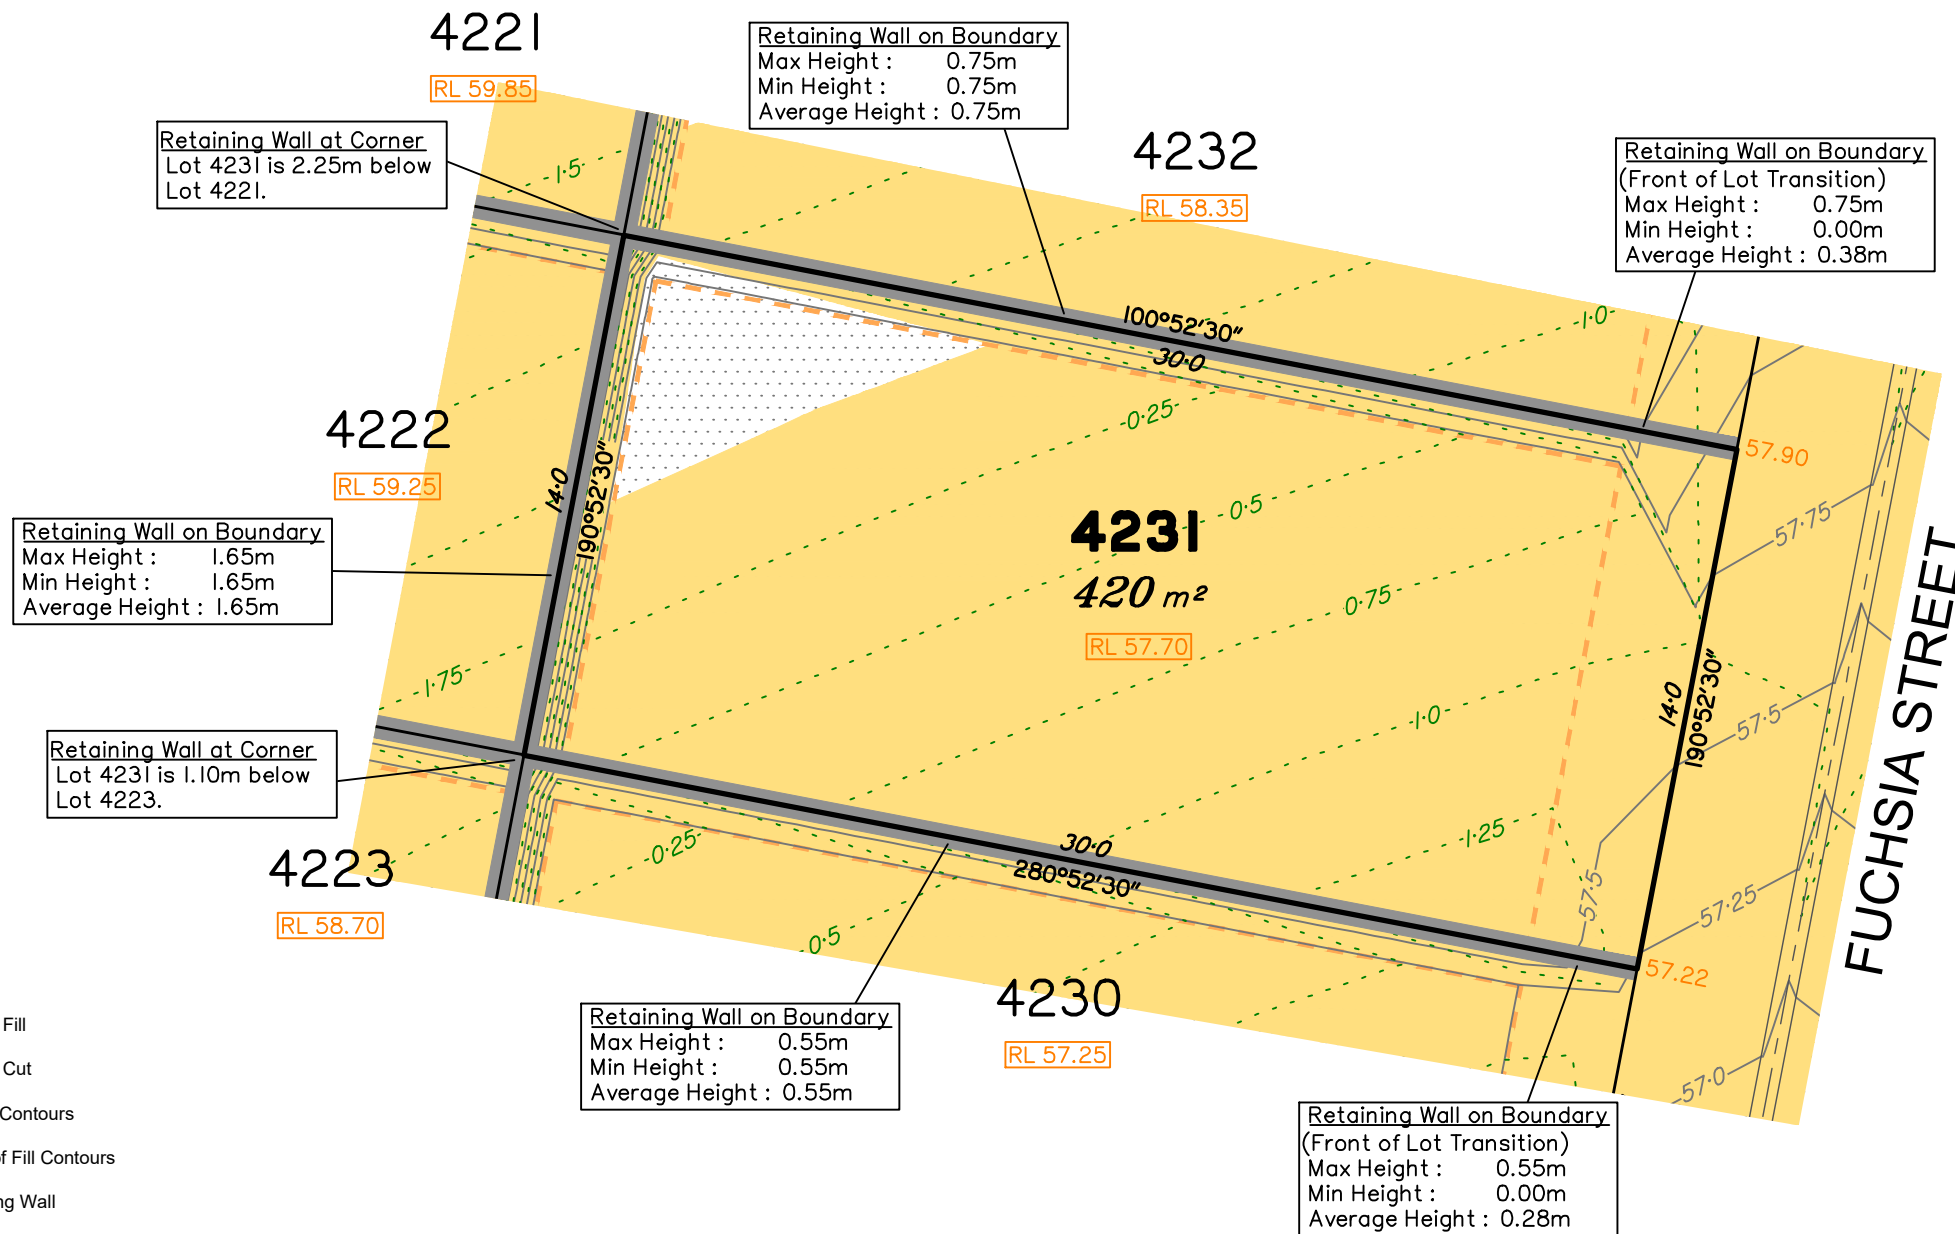 4221
RL 59.85
Retaining Wall on Boundary
Max Height : 0.75m
Min Height : 0.75m
Average Height : 0.75m
Retaining Wall at Corner
Lot 4231 is 2.25m below
Lot 4221.
4232
RL 58.35
Retaining Wall on Boundary
(Front of Lot Transition)
Max Height : 0.75m
Min Height : 0.00m
Average Height : 0.38m
1.5
1.0
100°52'30"
30.0
4222
RL 59.25
0.25
57.90
57.75
14.0
190°52'30"
0.5
4231
420 m²
RL 57.70
0.75
Retaining Wall on Boundary
Max Height : 1.65m
Min Height : 1.65m
Average Height : 1.65m
1.75
1.0
14.0
190°52'30"
57.5
FUCHSIA STREET
Retaining Wall at Corner
Lot 4231 is 1.10m below
Lot 4223.
4223
RL 58.70
0.25
30.0
280°52'30"
1.25
57.5
57.25
0.5
57.22
4230
RL 57.25
57.0
Retaining Wall on Boundary
Max Height : 0.55m
Min Height : 0.55m
Average Height : 0.55m
Retaining Wall on Boundary
(Front of Lot Transition)
Max Height : 0.55m
Min Height : 0.00m
Average Height : 0.28m
Fill
Cut
Contours
f Fill Contours
ng Wall